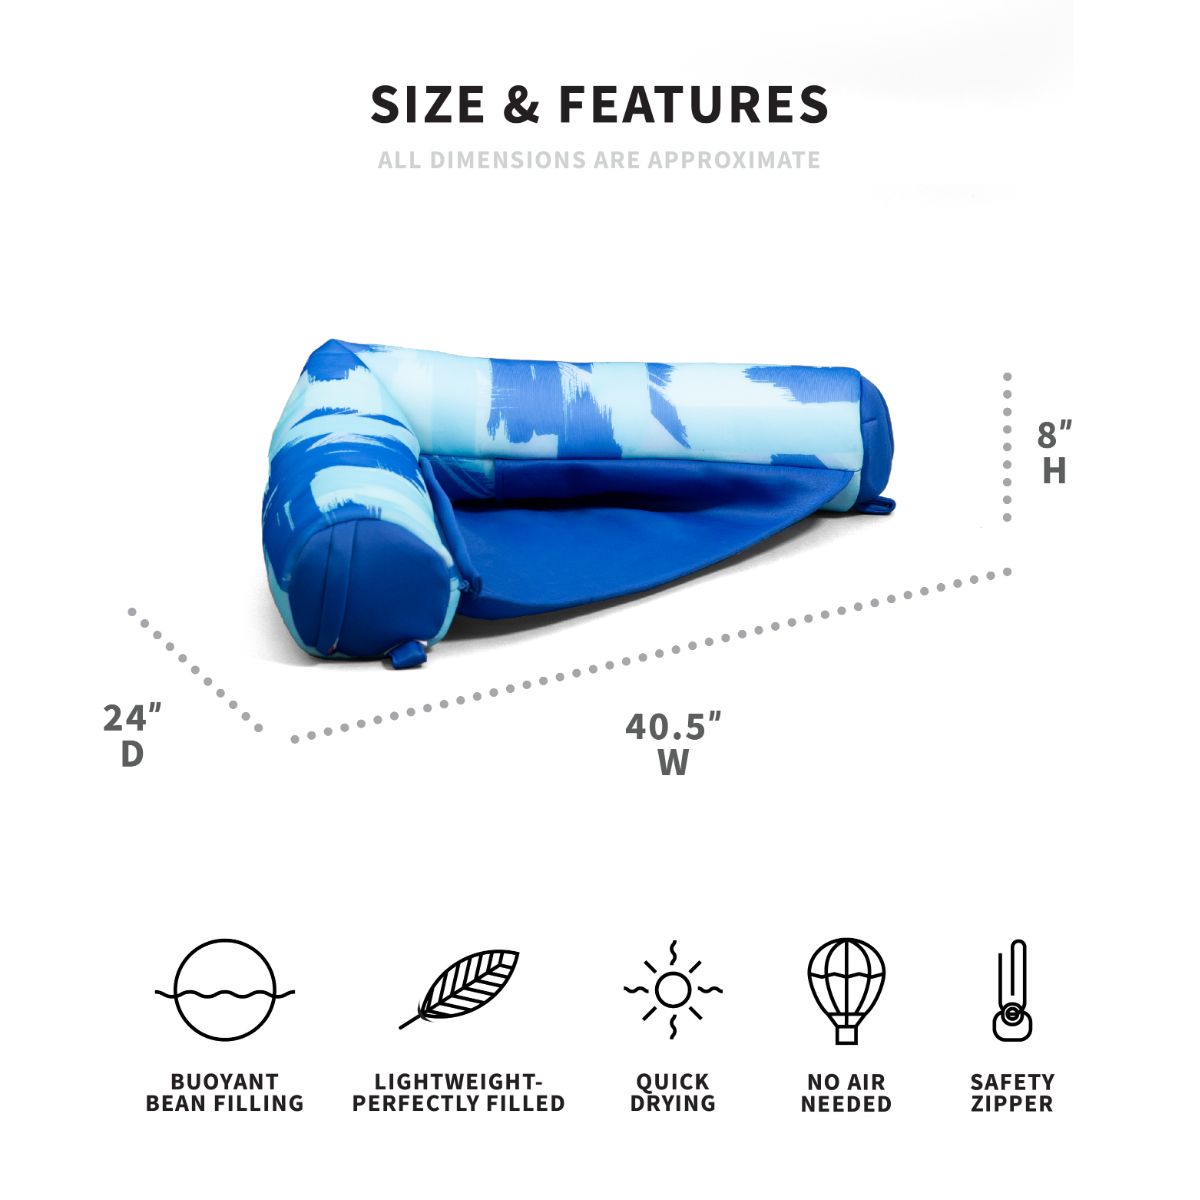 SIZE & FEATURES
ALL DIMENSIONS ARE APPROXIMATE
8″
H
24″
D
40.5″
W
BUOYANT
BEAN FILLING
LIGHTWEIGHT-
PERFECTLY FILLED
QUICK
DRYING
NO AIR
NEEDED
SAFETY
ZIPPER